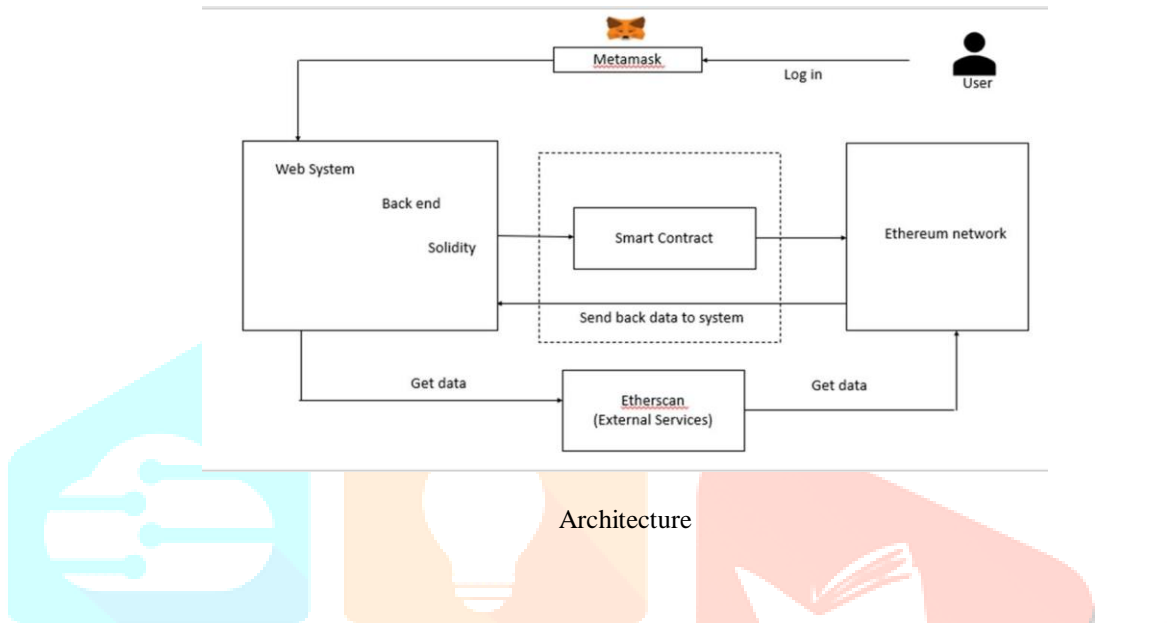 Metamask
Log in
User
Web System
Back end
Solidity
Smart Contract
Ethereum network
Send back data to system
Get data
Etherscan
(External Services)
Get data
Architecture